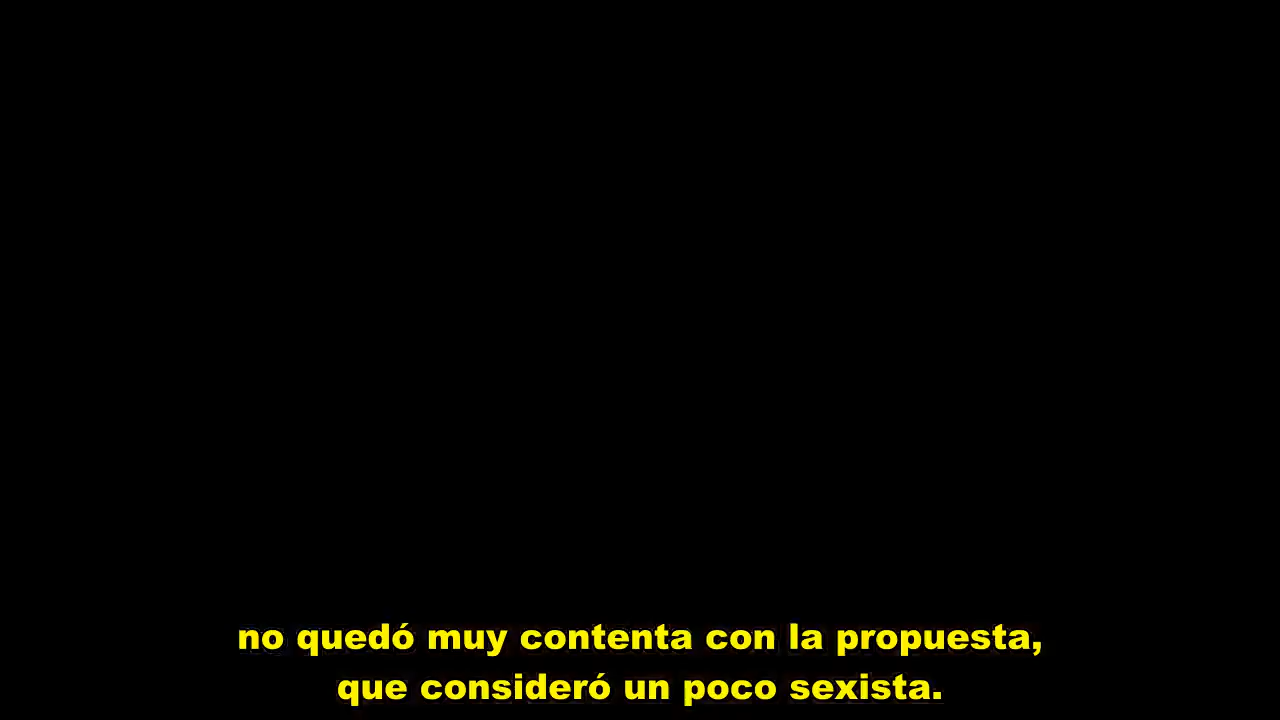 no quedó muy contenta con la propuesta,
que consideró un poco sexista.